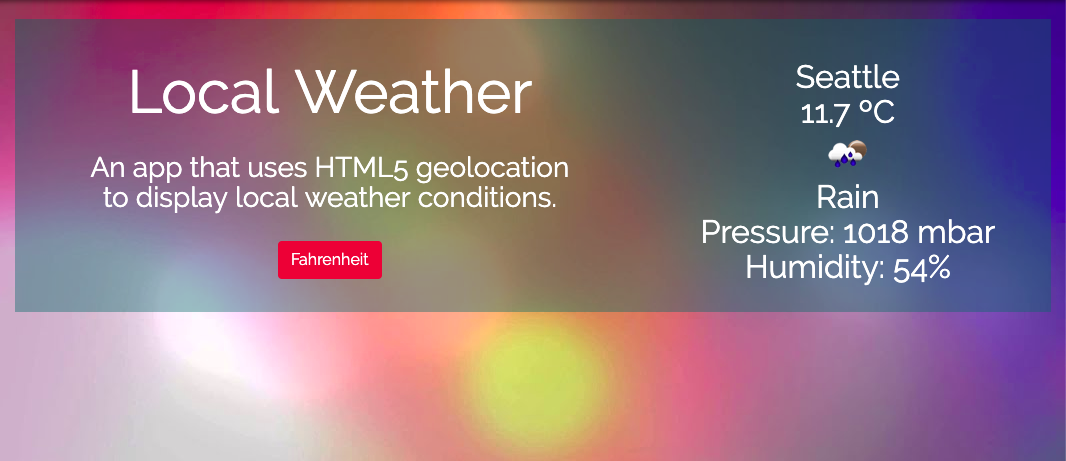 Local Weather
An app that uses HTML5 geolocation
to display local weather conditions.
Fahrenheit
Seattle
11.7 °C
Rain
Pressure: 1018 mbar
Humidity: 54%